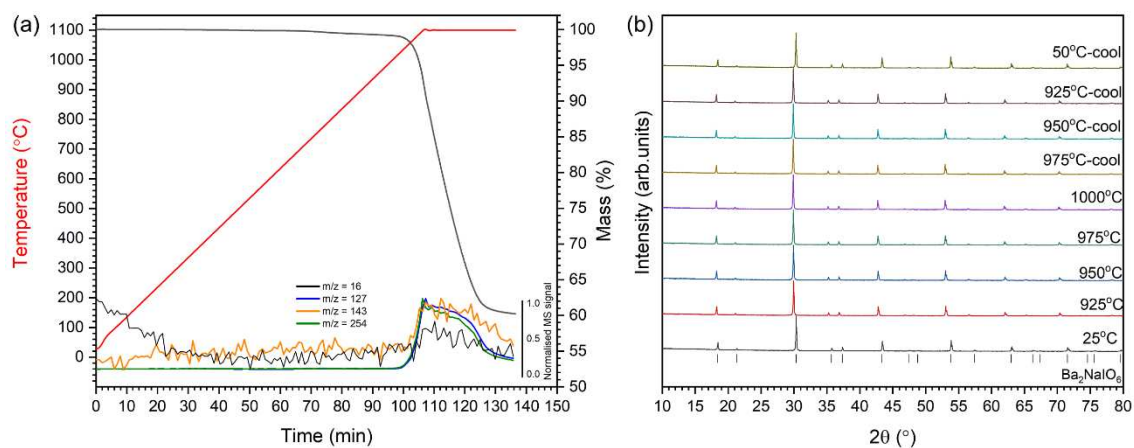 (a)
1100
1000
900
800
700
600
500
400
300
200
100
0
Temperature (°C)
100
95
90
85
80
75
70
65
60
55
50
Mass (%)
m/z = 16
m/z = 127
m/z = 143
m/z = 254
1.0
0.5
0.0
Normalised MS signal
0 10 20 30 40 50 60 70 80 90 100 110 120 130 140 150
Time (min)
(b)
Intensity (arb.units)
50°C-cool
925°C-cool
950°C-cool
975°C-cool
1000°C
975°C
950°C
925°C
25°C
Ba₂NaIO₆
10 15 20 25 30 35 40 45 50 55 60 65 70 75 80
2θ (°)